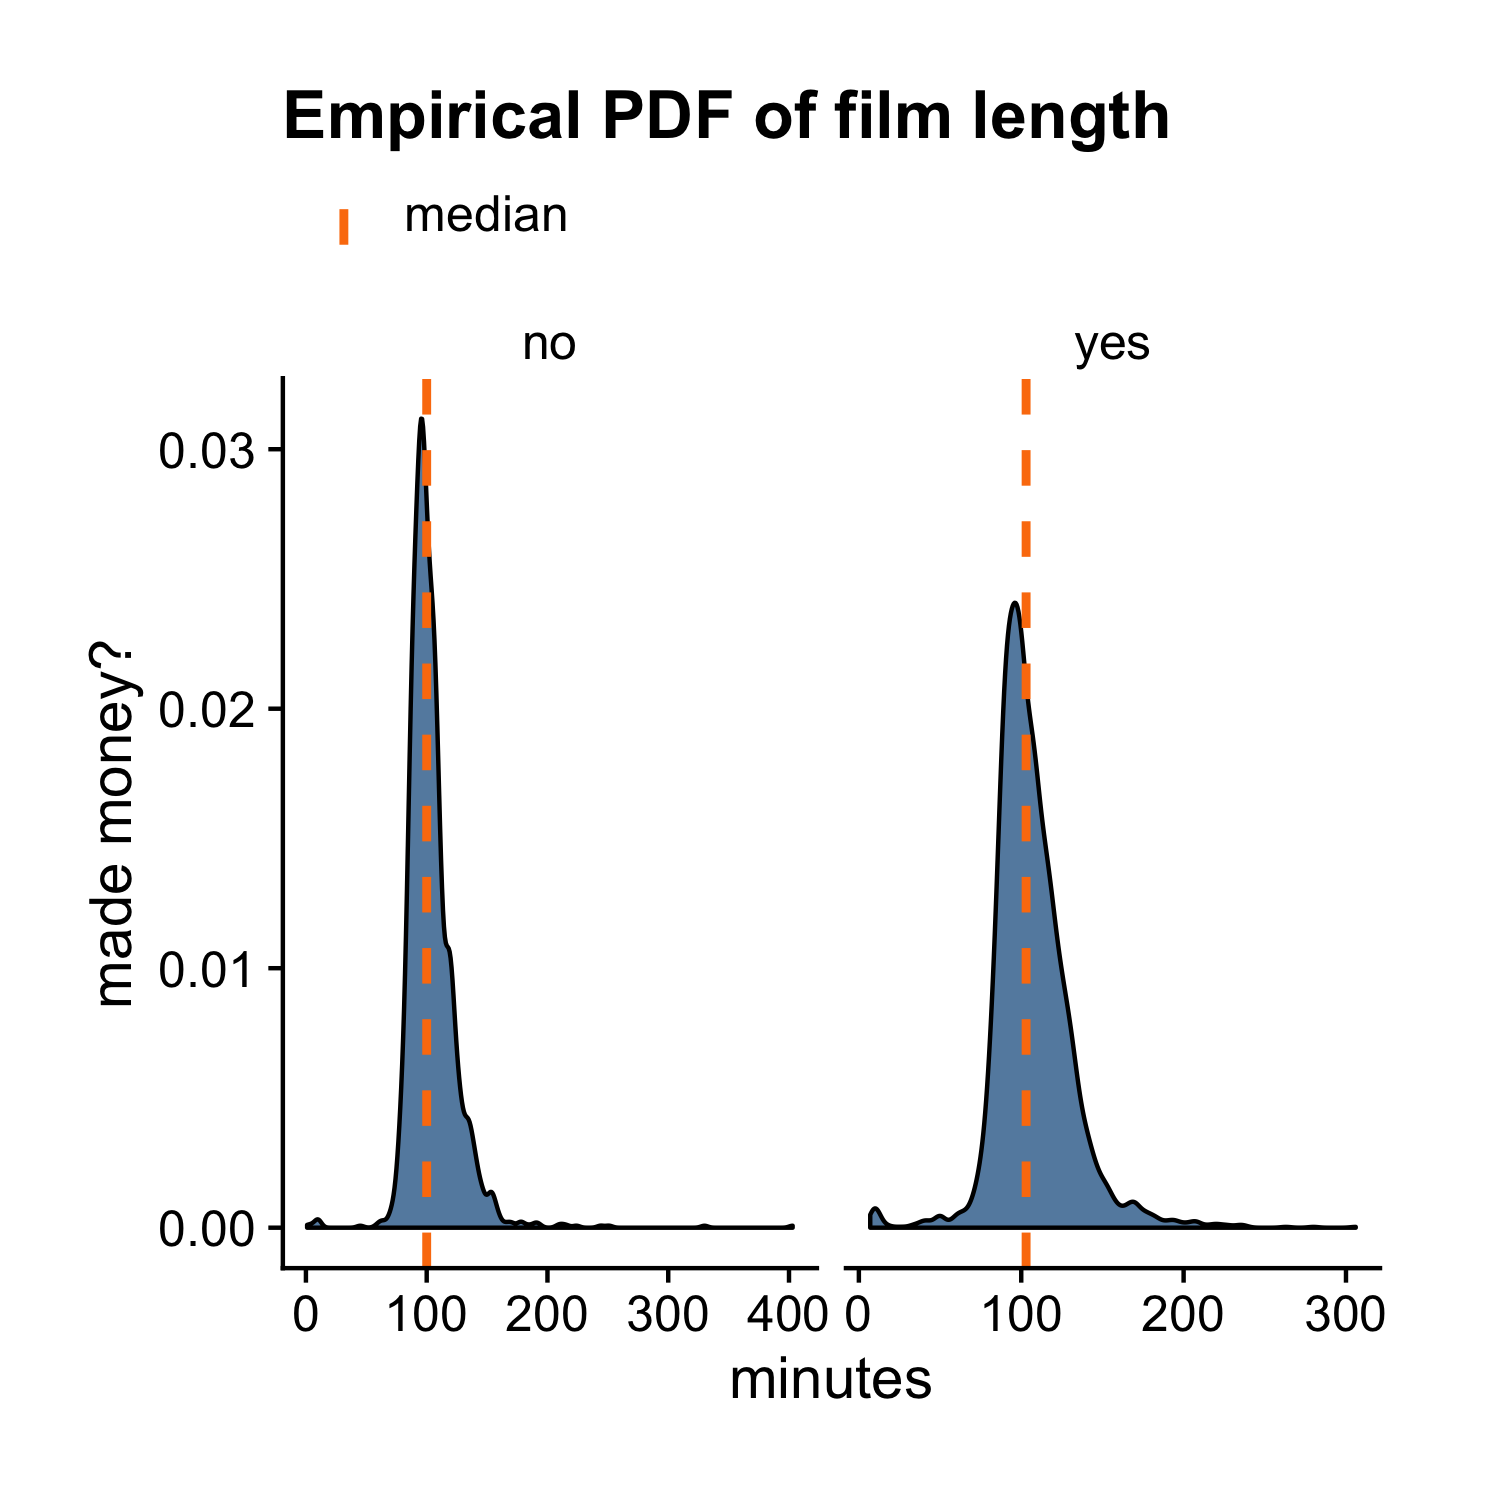 Empirical PDF of film length
median
no yes
0.03
0.02
0.01
0.00
made money?
0 100 200 300 400 0 100 200 300
minutes